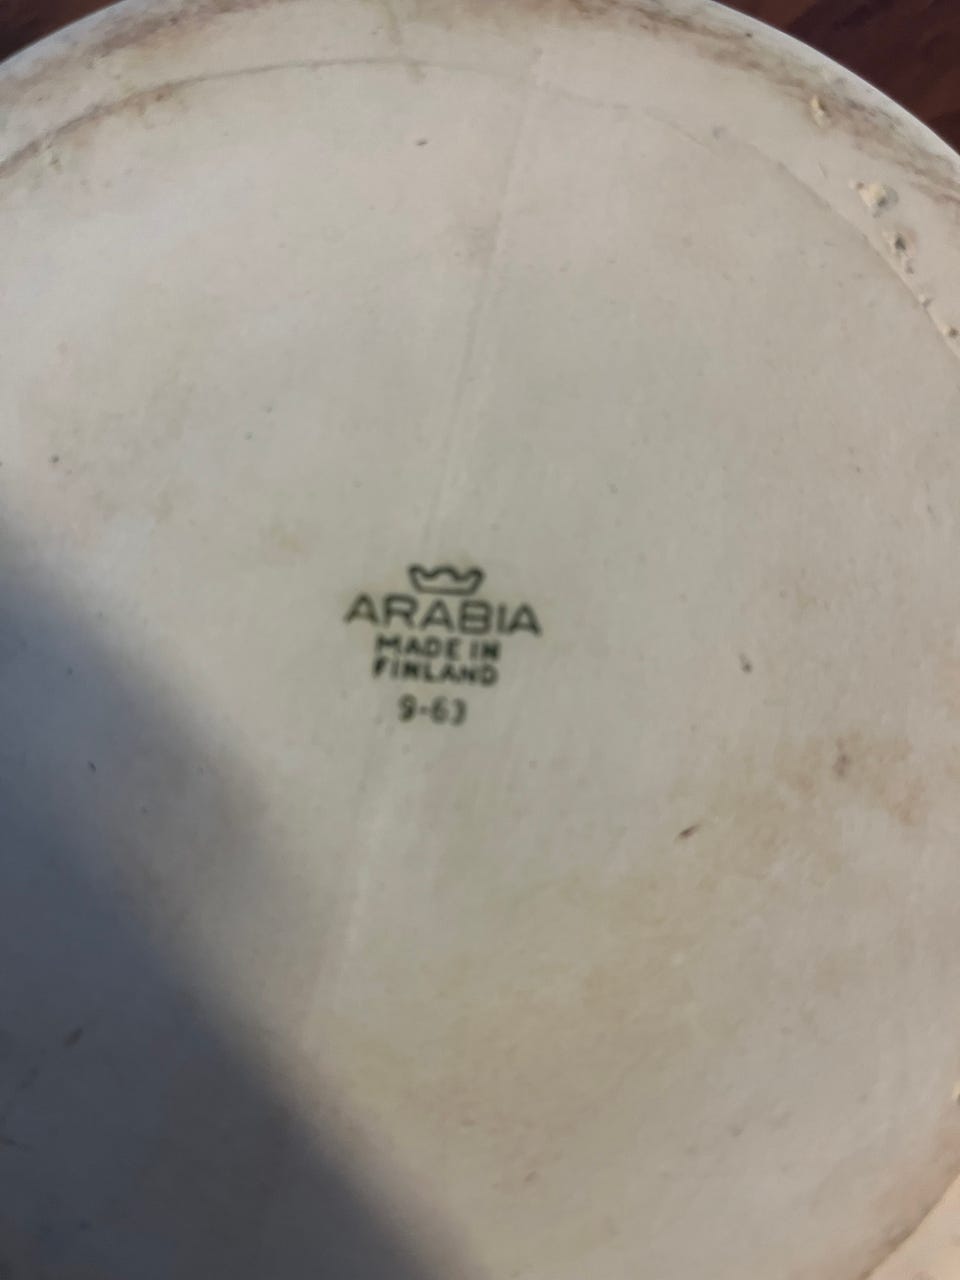 ARABIA
MADE IN
FINLAND
9-63